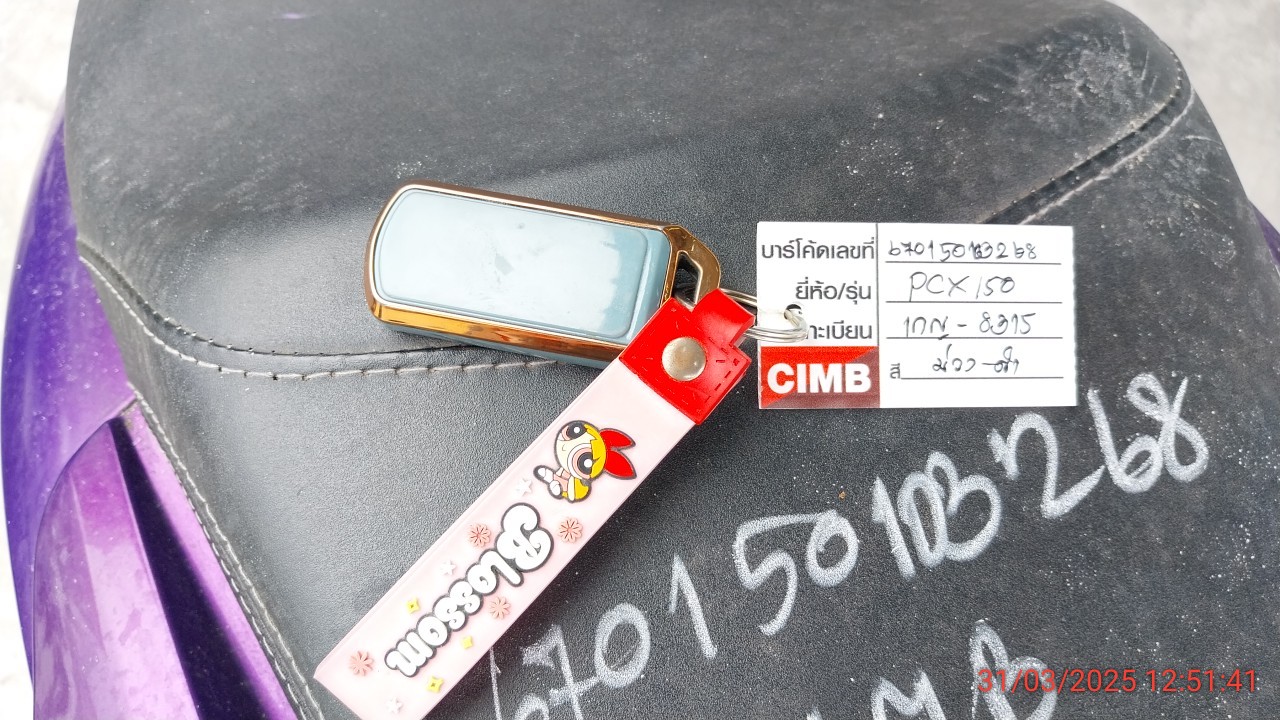 บาร์โค้ดเลขที่ 670150103268
ยี่ห้อ/รุ่น PCX150
ทะเบียน 1กญ-8315
CIMB สี ม่วง-ดำ
Blossom
670150103268
31/03/2025 12:51:41